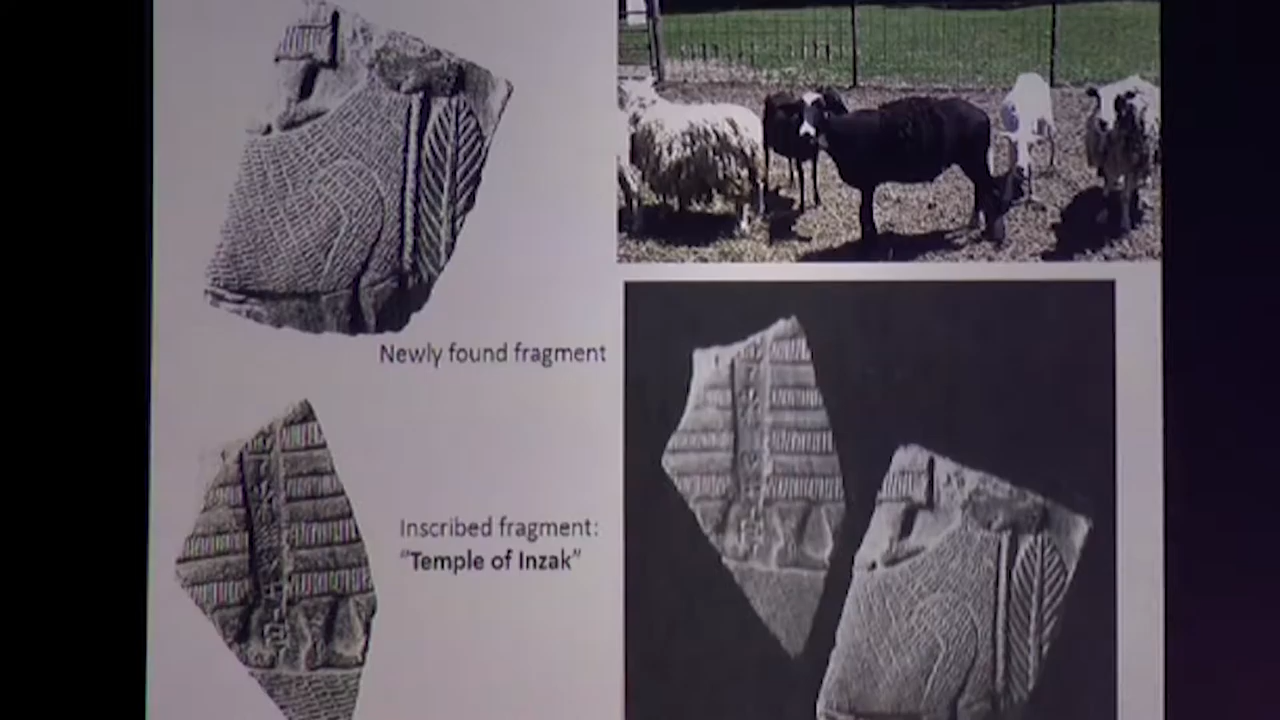 Newly found fragment
Inscribed fragment:
“Temple of Inzak”